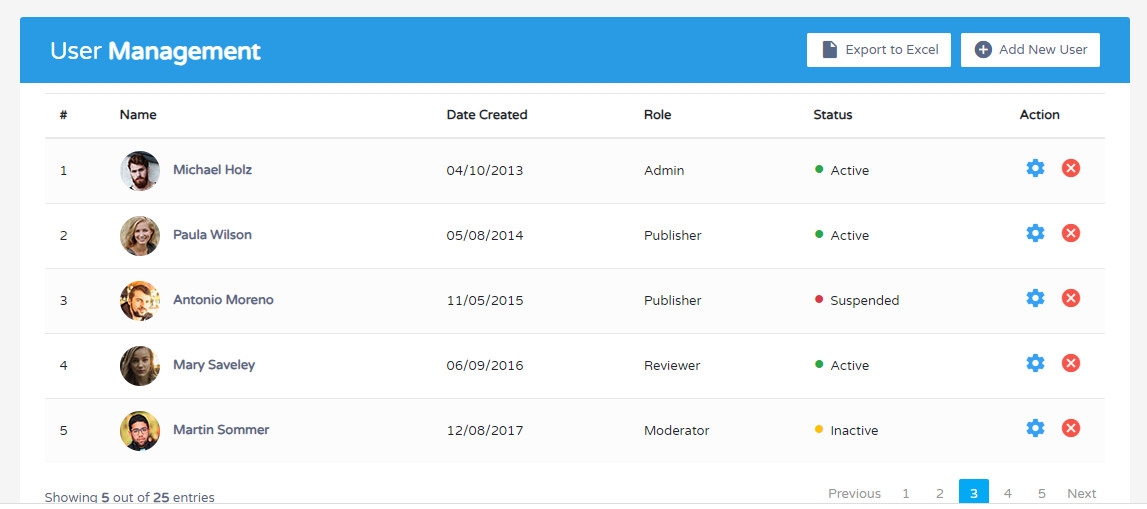 User Management Export to Excel Add New User
# Name Date Created Role Status Action
1 Michael Holz 04/10/2013 Admin Active
2 Paula Wilson 05/08/2014 Publisher Active
3 Antonio Moreno 11/05/2015 Publisher Suspended
4 Mary Saveley 06/09/2016 Reviewer Active
5 Martin Sommer 12/08/2017 Moderator Inactive
Showing 5 out of 25 entries Previous 1 2 3 4 5 Next